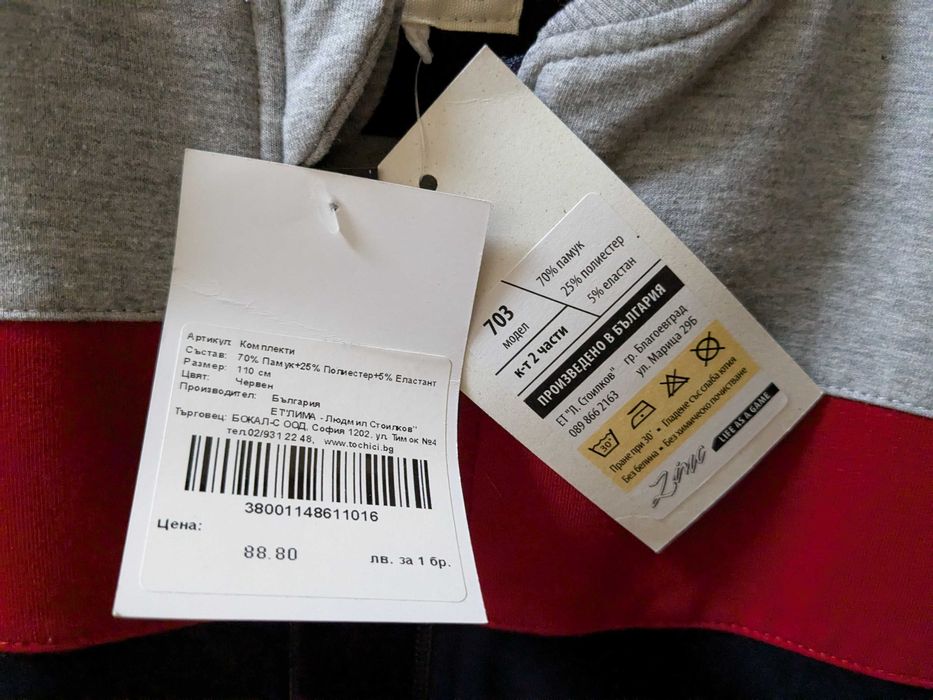 Артикул: Комплекти
Състав: 70% Памук+25% Полиестер+5% Еластант
Размер: 110 см
Цвят: Червен
Производител: България
ЕТ"ЛИМА - Людмил Стоилков"
Търговец: БОКАЛ-С ООД, София 1202, ул. Тимок №4
тел.02/931 22 48, www.tochici.bg
38001148611016
Цена:
88.80 лв. за 1 бр.
703
модел
70% памук
25% полиестер
5% еластан
к-т 2 части
ПРОИЗВЕДЕНО В БЪЛГАРИЯ
ЕТ "Л. Стоилков" гр. Благоевград
089 866 2163 ул. Марица 29Б
30°
Пране при 30° • Гладене със слаба ютия
Без белина • Без химическо почистване
LIFE AS A GAME